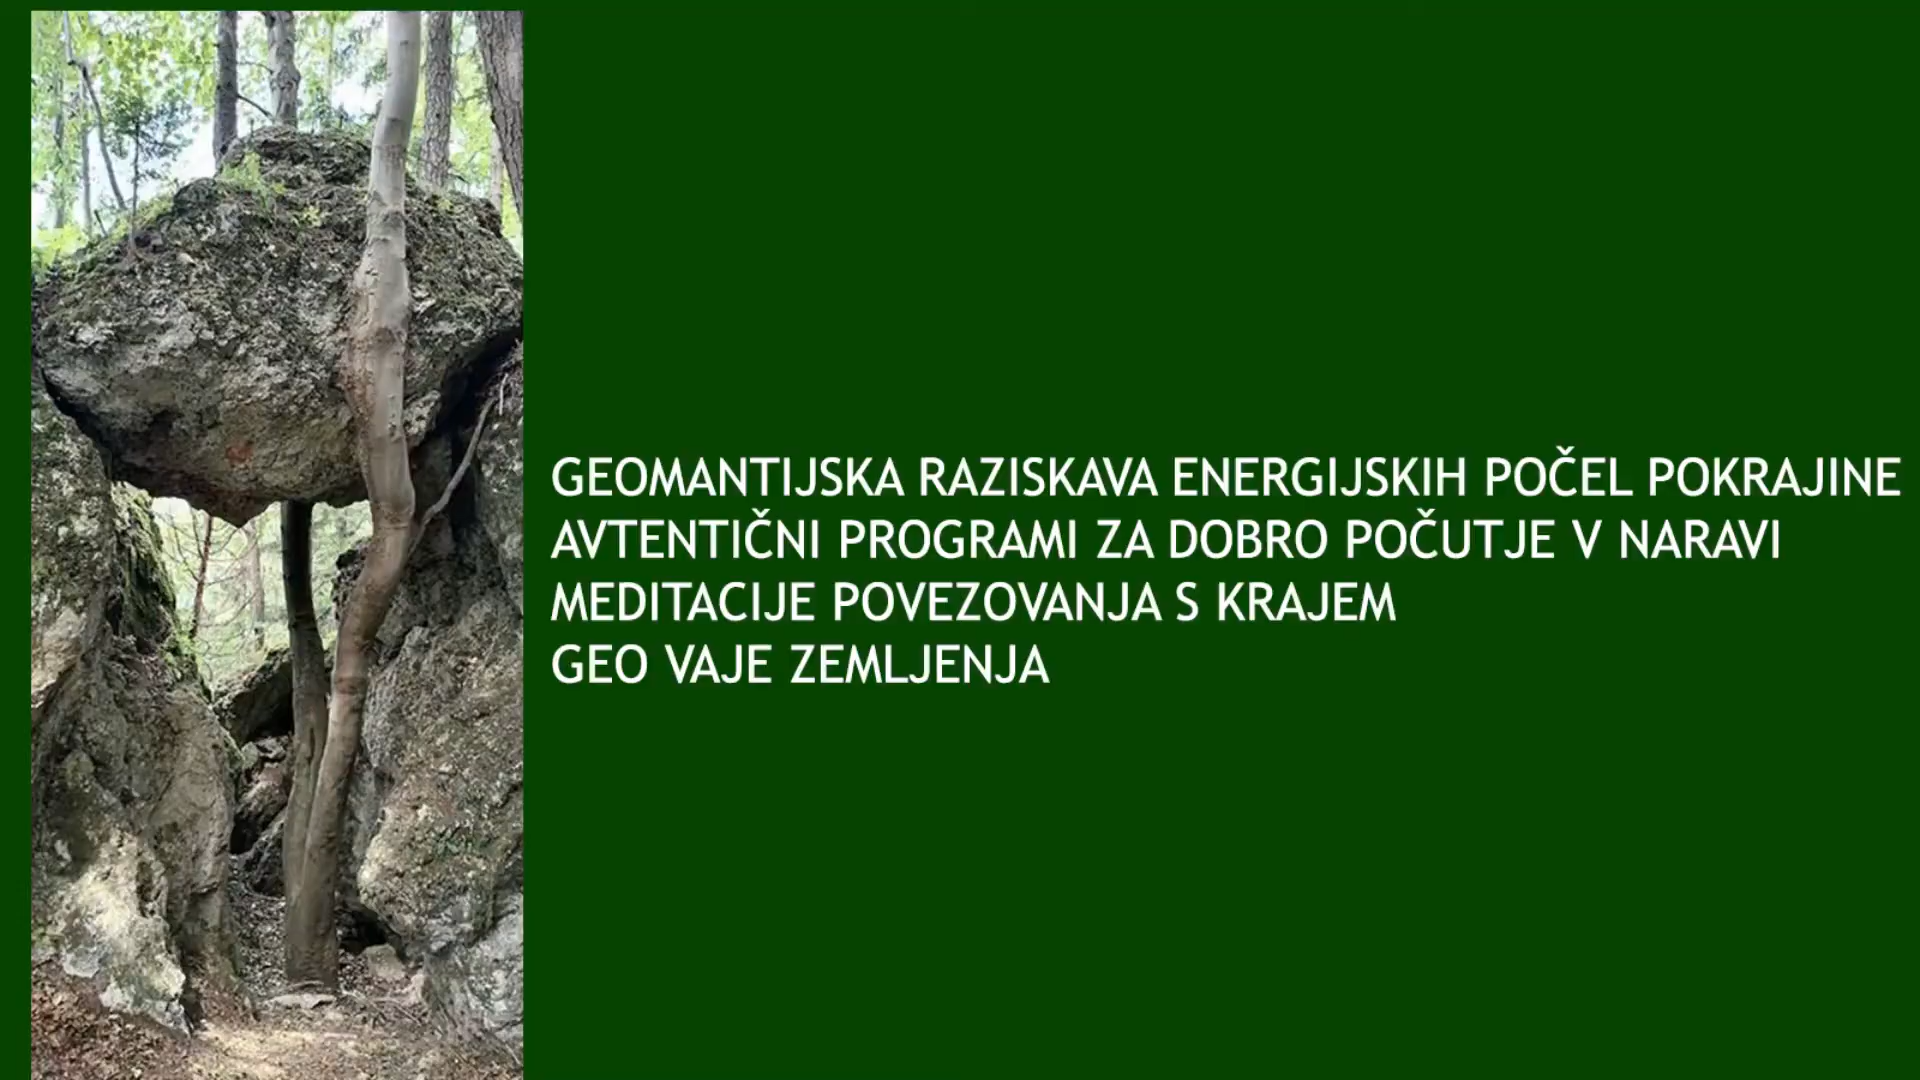 GEOMANTIJSKA RAZISKAVA ENERGIJSKIH POČEL POKRAJINE
AVTENTIČNI PROGRAMI ZA DOBRO POČUTJE V NARAVI
MEDITACIJE POVEZOVANJA S KRAJEM
GEO VAJE ZEMLJENJA